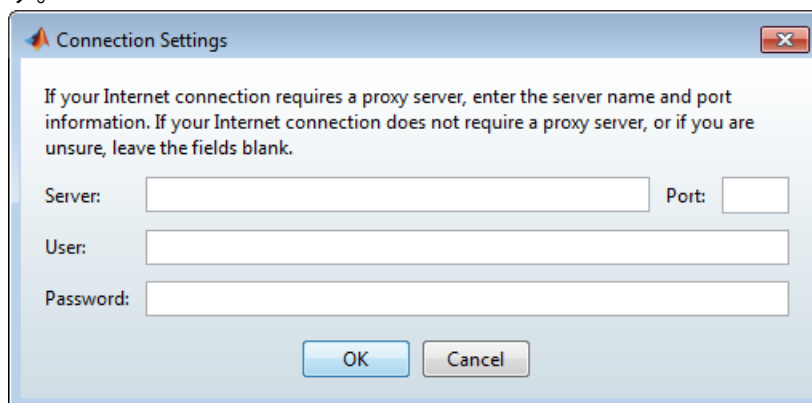 Connection Settings
If your Internet connection requires a proxy server, enter the server name and port
information. If your Internet connection does not require a proxy server, or if you are
unsure, leave the fields blank.
Server: Port:
User:
Password:
OK Cancel